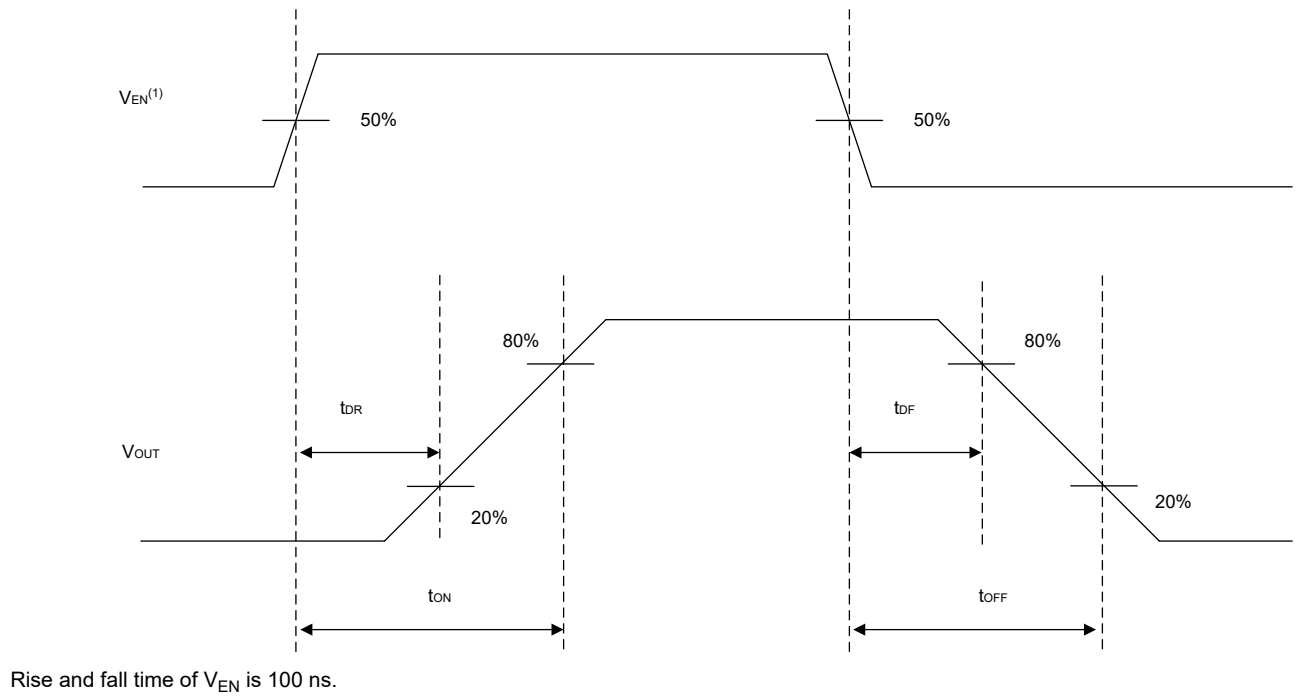 VEN(1)
50%
50%
80%
80%
tDR
tDF
VOUT
20%
20%
tON
tOFF
Rise and fall time of VEN is 100 ns.